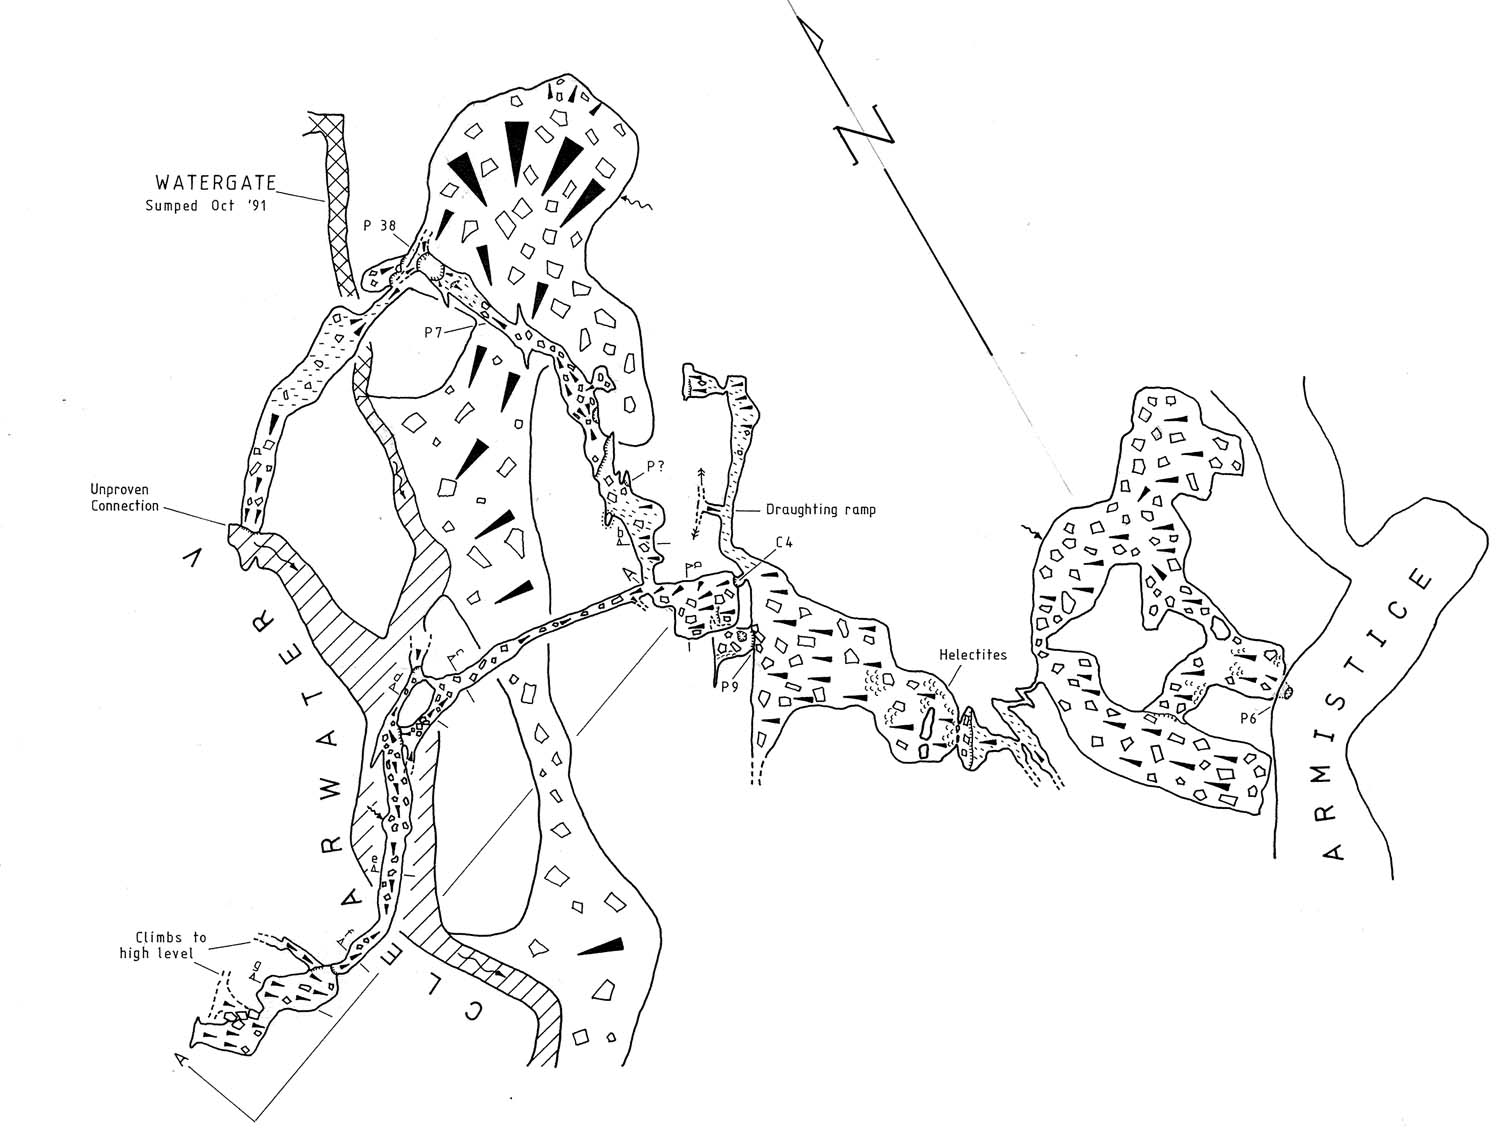 N
WATERGATE
Sumped Oct '91
P 38
P7
P?
Unproven
Connection
Draughting ramp
C4
b
a
A
c
d
P9
Helectites
P6
ARMISTICE
CLEARWATER V
e
f
g
Climbs to
high level
A